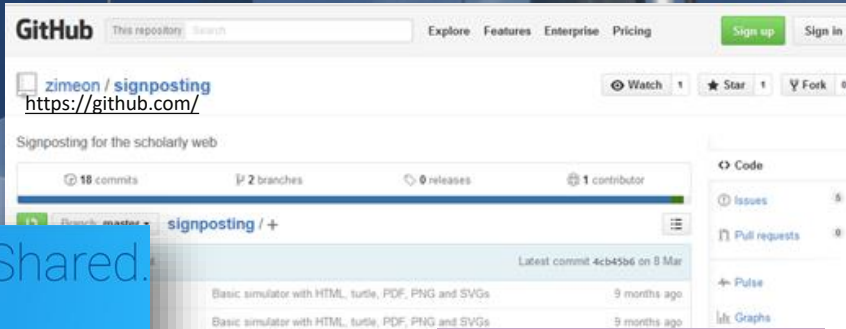 GitHub This repository Search Explore Features Enterprise Pricing Sign up Sign in
zimeon / signposting Watch 1 Star 1 Fork 0
https://github.com/
Signposting for the scholarly web
<> Code
18 commits 2 branches 0 releases 1 contributor
Issues 5
Branch: master signposting / +
Pull requests 0
Shared.
Latest commit 4cb45b6 on 8 Mar
Pulse
Basic simulator with HTML, turtle, PDF, PNG and SVGs 9 months ago
Graphs
Basic simulator with HTML, turtle, PDF, PNG and SVGs 9 months ago